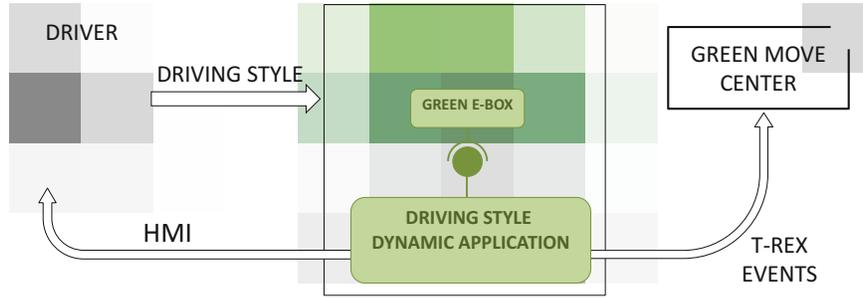 DRIVER
DRIVING STYLE
GREEN E-BOX
GREEN MOVE
CENTER
DRIVING STYLE
DYNAMIC APPLICATION
HMI
T-REX
EVENTS